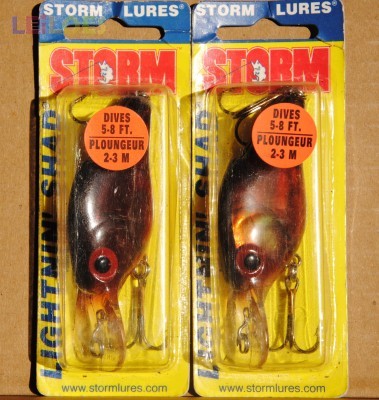 STORM LURES®
STORM
LIGHTNIN' SHAD
DIVES
5-8 FT.
PLOUNGEUR
2-3 M
www.stormlures.com
STORM LURES®
STORM
LIGHTNIN' SHAD
DIVES
5-8 FT.
PLOUNGEUR
2-3 M
www.stormlures.com